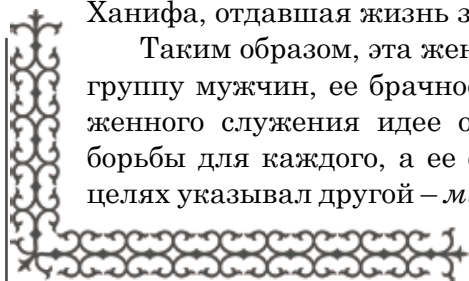 Ханифа, отдавшая жизнь з
Таким образом, эта жен
группу мужчин, ее брачнос
женного служения идее о
борьбы для каждого, а ее
целях указывал другой –